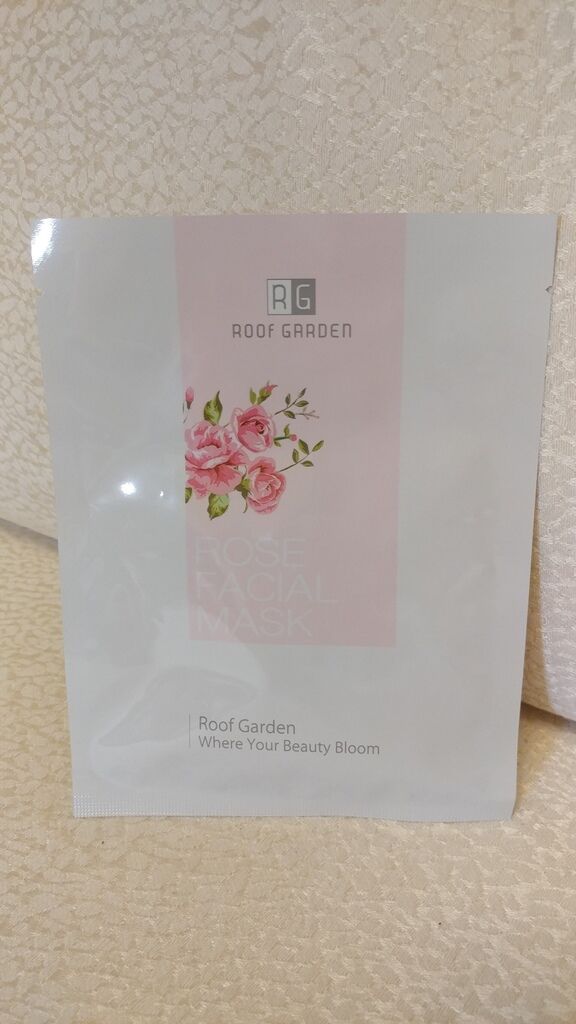 RG
ROOF GARDEN
ROSE
FACIAL
MASK
Roof Garden
Where Your Beauty Bloom